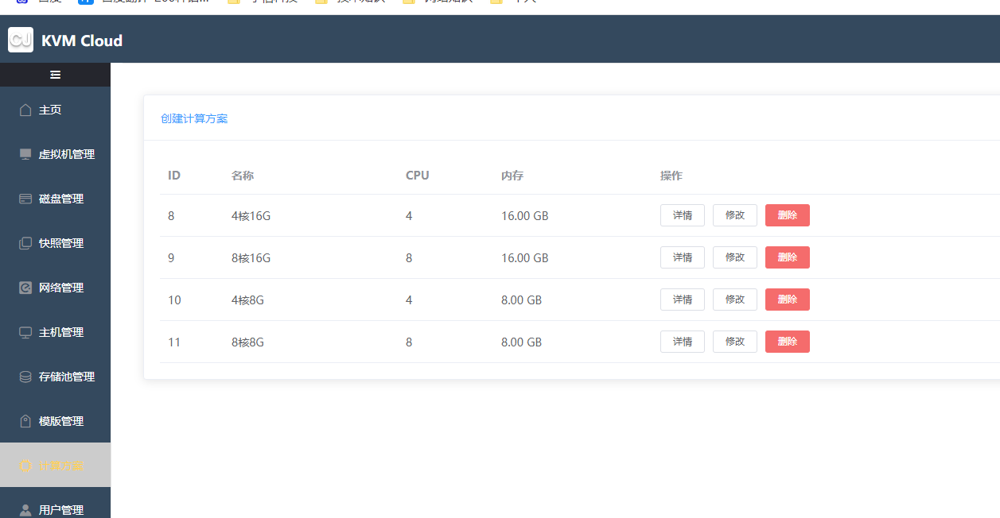 CJ KVM Cloud
主页
虚拟机管理
磁盘管理
快照管理
网络管理
主机管理
存储池管理
模版管理
计算方案
用户管理
创建计算方案
ID 名称 CPU 内存 操作
8 4核16G 4 16.00 GB 详情 修改 删除
9 8核16G 8 16.00 GB 详情 修改 删除
10 4核8G 4 8.00 GB 详情 修改 删除
11 8核8G 8 8.00 GB 详情 修改 删除